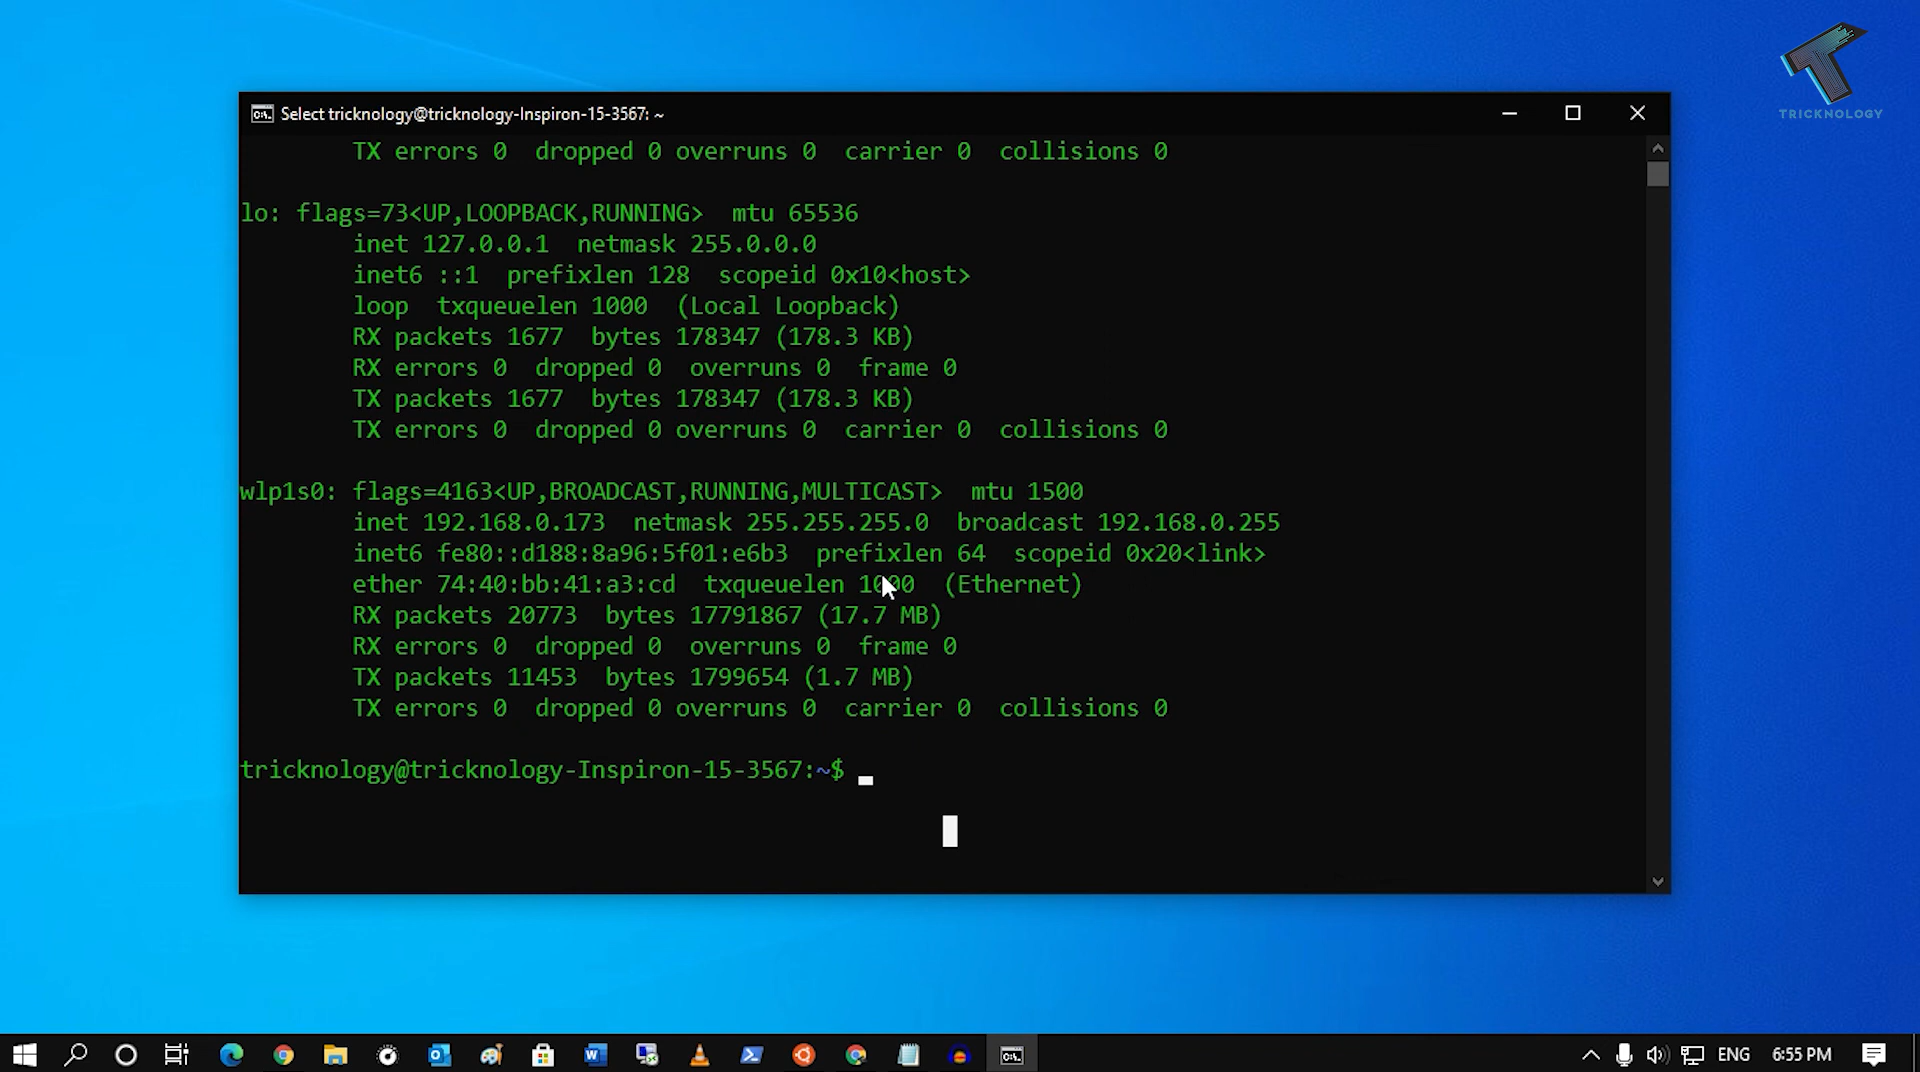 TRICKNOLOGY
Select tricknology@tricknology-Inspiron-15-3567: ~
TX errors 0  dropped 0 overruns 0  carrier 0  collisions 0
lo: flags=73<UP,LOOPBACK,RUNNING>  mtu 65536
inet 127.0.0.1  netmask 255.0.0.0
inet6 ::1  prefixlen 128  scopeid 0x10<host>
loop  txqueuelen 1000  (Local Loopback)
RX packets 1677  bytes 178347 (178.3 KB)
RX errors 0  dropped 0  overruns 0  frame 0
TX packets 1677  bytes 178347 (178.3 KB)
TX errors 0  dropped 0 overruns 0  carrier 0  collisions 0
wlp1s0: flags=4163<UP,BROADCAST,RUNNING,MULTICAST>  mtu 1500
inet 192.168.0.173  netmask 255.255.255.0  broadcast 192.168.0.255
inet6 fe80::d188:8a96:5f01:e6b3  prefixlen 64  scopeid 0x20<link>
ether 74:40:bb:41:a3:cd  txqueuelen 1000  (Ethernet)
RX packets 20773  bytes 17791867 (17.7 MB)
RX errors 0  dropped 0  overruns 0  frame 0
TX packets 11453  bytes 1799654 (1.7 MB)
TX errors 0  dropped 0 overruns 0  carrier 0  collisions 0
tricknology@tricknology-Inspiron-15-3567:~$
ENG 6:55 PM